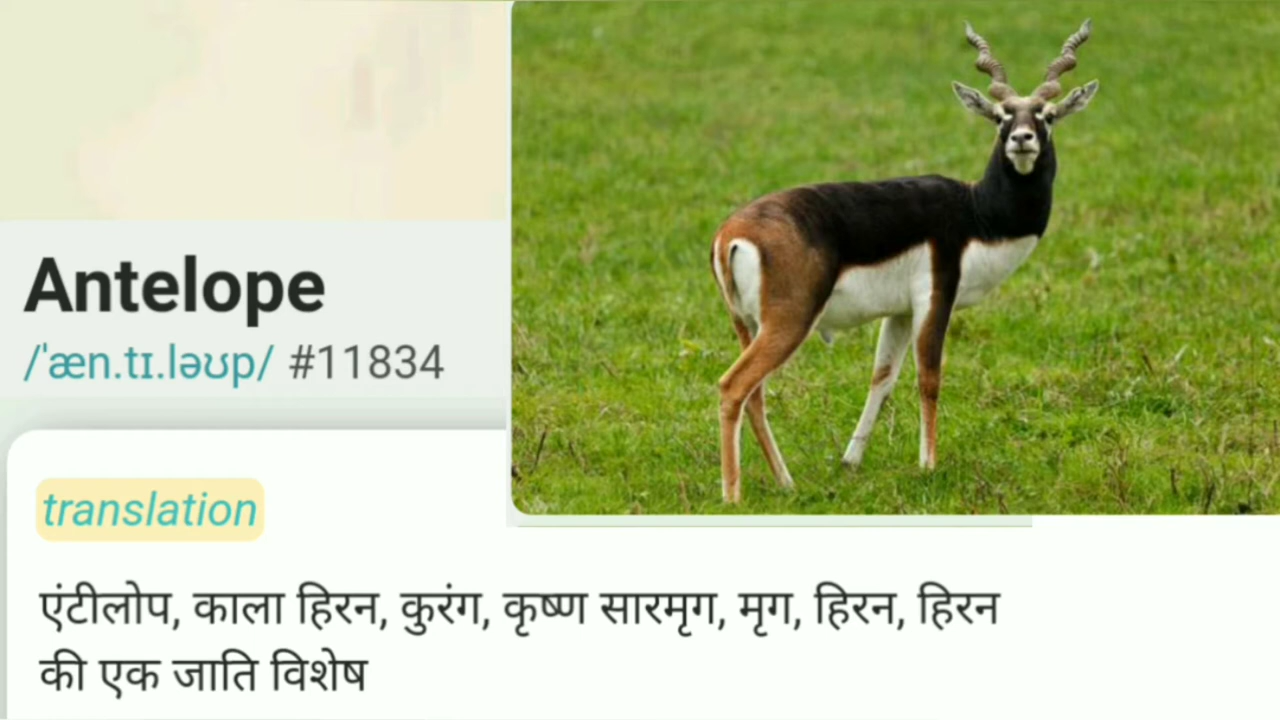 Antelope
/ˈæn.tɪ.ləʊp/ #11834
translation
एंटीलोप, काला हिरन, कुरंग, कृष्ण सारमृग, मृग, हिरन, हिरन
की एक जाति विशेष